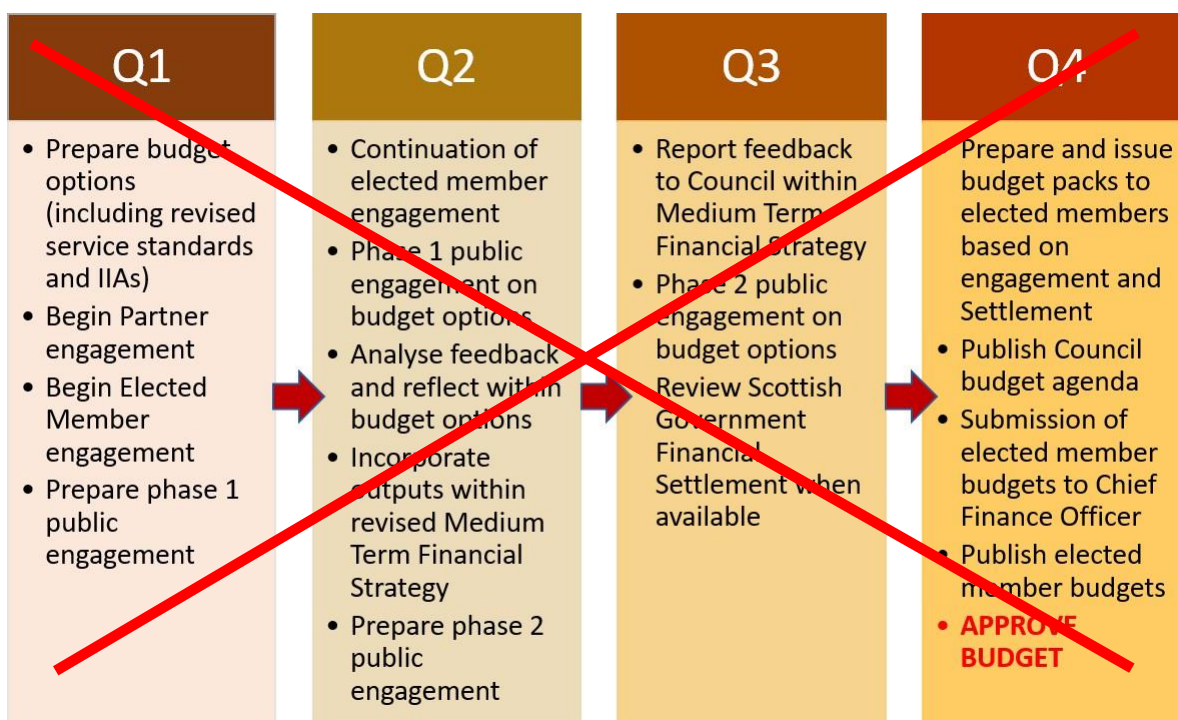 Q1
• Prepare budget
options
(including revised
service standards
and IIAs)
• Begin Partner
engagement
• Begin Elected
Member
engagement
• Prepare phase 1
public
engagement
Q2
• Continuation of
elected member
engagement
• Phase 1 public
engagement on
budget options
• Analyse feedback
and reflect within
budget options
• Incorporate
outputs within
revised Medium
Term Financial
Strategy
• Prepare phase 2
public
engagement
Q3
• Report feedback
to Council within
Medium Term
Financial Strategy
• Phase 2 public
engagement on
budget options
Review Scottish
Government
Financial
Settlement when
available
Q4
Prepare and issue
budget packs to
elected members
based on
engagement and
Settlement
• Publish Council
budget agenda
• Submission of
elected member
budgets to Chief
Finance Officer
• Publish elected
member budgets
• APPROVE
BUDGET